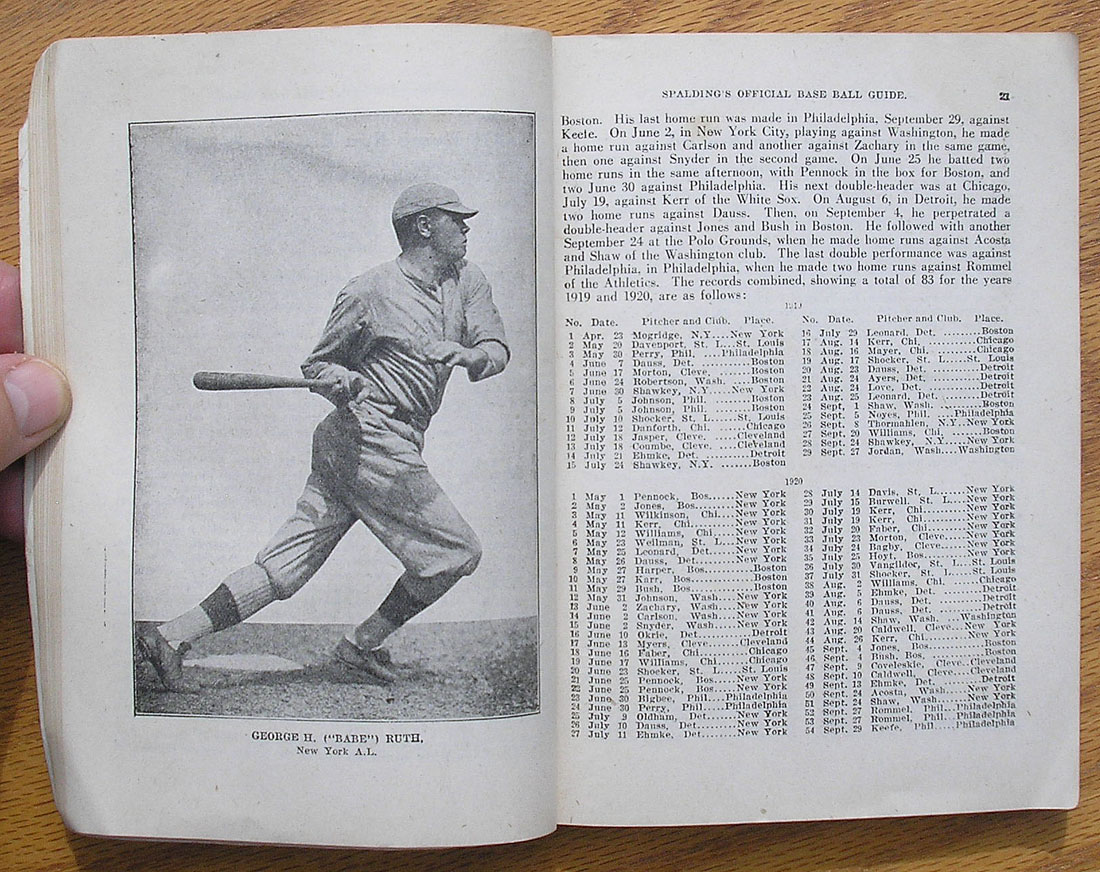 GEORGE H. ("BABE") RUTH,
New York A.L.
SPALDING'S OFFICIAL BASE BALL GUIDE. 21
Boston. His last home run was made in Philadelphia, September 29, against
Keefe. On June 2, in New York City, playing against Washington, he made
a home run against Carlson and another against Zachary in the same game,
then one against Snyder in the second game. On June 25 he batted two
home runs in the same afternoon, with Pennock in the box for Boston, and
two June 30 against Philadelphia. His next double-header was at Chicago,
July 19, against Kerr of the White Sox. On August 6, in Detroit, he made
two home runs against Dauss. Then, on September 4, he perpetrated a
double-header against Jones and Bush in Boston. He followed with another
September 24 at the Polo Grounds, when he made home runs against Acosta
and Shaw of the Washington club. The last double performance was against
Philadelphia, in Philadelphia, when he made two home runs against Rommel
of the Athletics. The records combined, showing a total of 83 for the years
1919 and 1920, are as follows:
1919
No. Date. Pitcher and Club. Place.
1 Apr. 23 Mogridge, N.Y....New York
2 May 20 Davenport, St. L...St. Louis
3 May 30 Perry, Phil. ....Philadelphia
4 June 7 Dauss, Det. ..........Boston
5 June 17 Morton, Cleve. .......Boston
6 June 24 Robertson, Wash. ....Boston
7 June 30 Shawkey, N.Y....New York
8 July 5 Johnson, Phil. ........Boston
9 July 5 Johnson, Phil. ........Boston
10 July 10 Shocker, St. L.....St. Louis
11 July 12 Danforth, Chi. ......Chicago
12 July 18 Jasper, Cleve. ....Cleveland
13 July 18 Coumbe, Cleve. ...Cleveland
14 July 21 Ehmke, Det. .........Detroit
15 July 24 Shawkey, N.Y. .......Boston
No. Date. Pitcher and Club. Place.
16 July 29 Leonard, Det. .........Boston
17 Aug. 14 Kerr, Chi. ............Chicago
18 Aug. 16 Mayer, Chi. ..........Chicago
19 Aug. 17 Shocker, St. L.....St. Louis
20 Aug. 23 Dauss, Det. ..........Detroit
21 Aug. 24 Ayers, Det. ..........Detroit
22 Aug. 24 Love, Det. ...........Detroit
23 Aug. 25 Leonard, Det. ........Detroit
24 Sept. 1 Shaw, Wash. .........Boston
25 Sept. 5 Noyes, Phil. ....Philadelphia
26 Sept. 8 Thormahlen, N.Y...New York
27 Sept. 20 Williams, Chi. ........Boston
28 Sept. 24 Shawkey, N.Y.....New York
29 Sept. 27 Jordan, Wash....Washington
1920
1 May 1 Pennock, Bos......New York
2 May 2 Jones, Bos.........New York
3 May 11 Wilkinson, Chi....New York
4 May 11 Kerr, Chi..........New York
5 May 12 Williams, Chi.....New York
6 May 23 Wellman, St. L....New York
7 May 25 Leonard, Det......New York
8 May 26 Dauss, Det........New York
9 May 27 Harper, Bos...........Boston
10 May 27 Karr, Bos.............Boston
11 May 29 Bush, Bos.............Boston
12 May 31 Johnson, Wash....New York
13 June 2 Zachary, Wash....New York
14 June 2 Carlson, Wash....New York
15 June 2 Snyder, Wash.....New York
16 June 10 Okrie, Det............Detroit
17 June 13 Myers, Cleve......Cleveland
18 June 16 Faber, Chi............Chicago
19 June 17 Williams, Chi.........Chicago
20 June 23 Shocker, St. L.....St. Louis
21 June 25 Pennock, Bos.........Boston
22 June 25 Pennock, Bos.........Boston
23 June 30 Bigbee, Phil....Philadelphia
24 June 30 Perry, Phil.....Philadelphia
25 July 9 Oldham, Det......New York
26 July 10 Dauss, Det........New York
27 July 11 Ehmke, Det.......New York
28 July 14 Davis, St. L......New York
29 July 15 Burwell, St. L....New York
30 July 19 Kerr, Chi.........New York
31 July 19 Kerr, Chi.........New York
32 July 20 Faber, Chi........New York
33 July 23 Morton, Cleve....New York
34 July 24 Bagby, Cleve.....New York
35 July 25 Hoyt, Bos........New York
36 July 30 Vangilder, St. L..St. Louis
37 July 31 Shocker, St. L....St. Louis
38 Aug. 2 Williams, Chi........Chicago
39 Aug. 5 Ehmke, Det..........Detroit
40 Aug. 6 Dauss, Det...........Detroit
41 Aug. 6 Dauss, Det...........Detroit
42 Aug. 14 Shaw, Wash.....Washington
43 Aug. 20 Caldwell, Cleve..New York
44 Aug. 26 Kerr, Chi.........New York
45 Sept. 4 Jones, Bos............Boston
46 Sept. 4 Bush, Bos.............Boston
47 Sept. 9 Coveleskie, Cleve..Cleveland
48 Sept. 10 Caldwell, Cleve...Cleveland
49 Sept. 13 Ehmke, Det..........Detroit
50 Sept. 24 Acosta, Wash.....New York
51 Sept. 24 Shaw, Wash.......New York
52 Sept. 27 Rommel, Phil...Philadelphia
53 Sept. 27 Rommel, Phil...Philadelphia
54 Sept. 29 Keefe, Phil.....Philadelphia